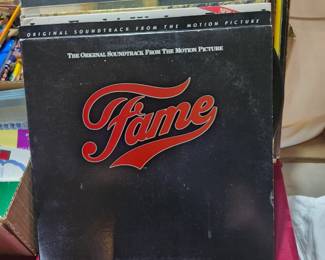 ORIGINAL SOUNDTRACK FROM THE MOTION PICTURE
THE ORIGINAL SOUNDTRACK FROM THE MOTION PICTURE
Fame